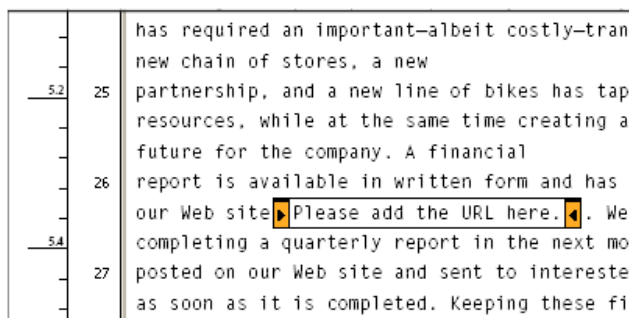 has required an important—albeit costly—tran
new chain of stores, a new
5.2 25 partnership, and a new line of bikes has tap
resources, while at the same time creating a
future for the company. A financial
26 report is available in written form and has
our Web site Please add the URL here. . We
5.4 completing a quarterly report in the next mo
27 posted on our Web site and sent to intereste
as soon as it is completed. Keeping these fi